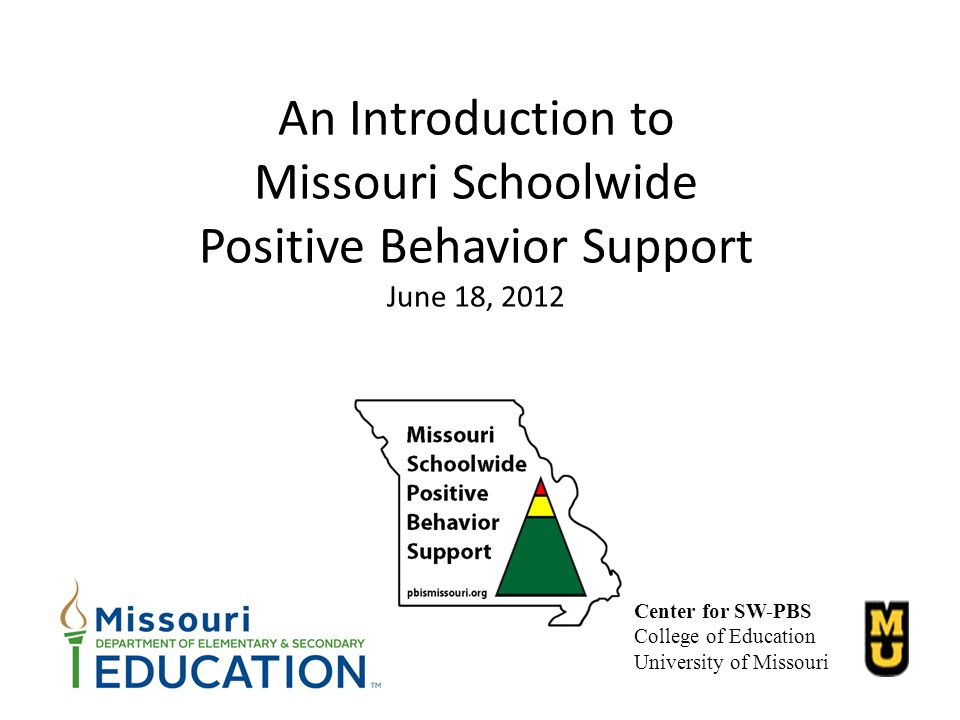 An Introduction to
Missouri Schoolwide
Positive Behavior Support
June 18, 2012
Missouri
Schoolwide
Positive
Behavior
Support
pbismissouri.org
Missouri
DEPARTMENT OF ELEMENTARY & SECONDARY
EDUCATION™
Center for SW-PBS
College of Education
University of Missouri
MU